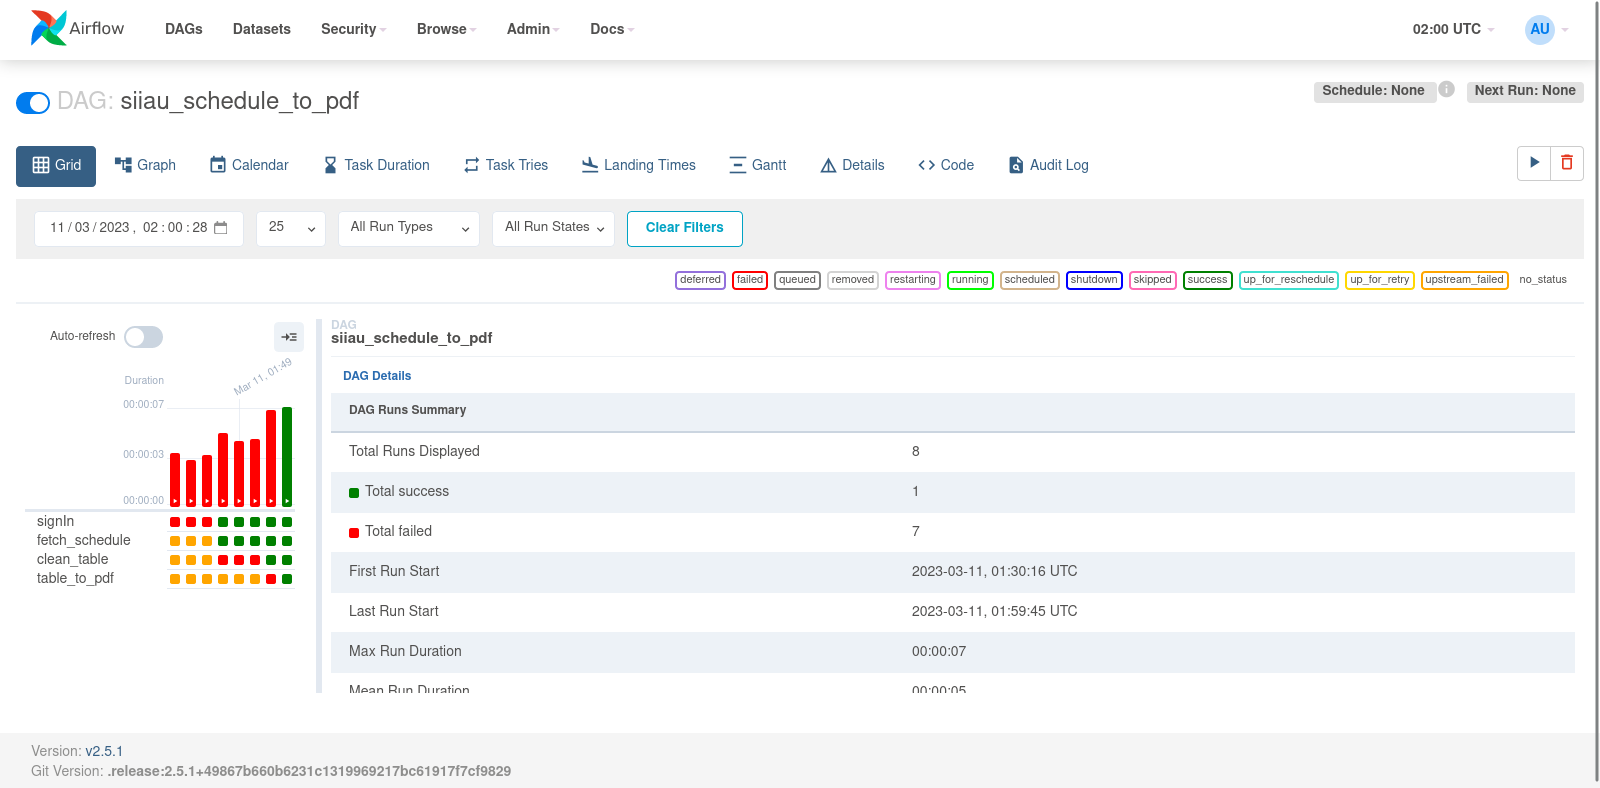 Airflow DAGs Datasets Security Browse Admin Docs 02:00 UTC AU
DAG: siiau_schedule_to_pdf
Schedule: None i Next Run: None
Grid Graph Calendar Task Duration Task Tries Landing Times Gantt Details Code Audit Log
11 / 03 / 2023 , 02 : 00 : 28 25 All Run Types All Run States Clear Filters
deferred failed queued removed restarting running scheduled shutdown skipped success up_for_reschedule up_for_retry upstream_failed no_status
Auto-refresh
Mar 11, 01:49
Duration
00:00:07
00:00:03
00:00:00
signIn
fetch_schedule
clean_table
table_to_pdf
DAG
siiau_schedule_to_pdf
DAG Details
DAG Runs Summary
Total Runs Displayed 8
Total success 1
Total failed 7
First Run Start 2023-03-11, 01:30:16 UTC
Last Run Start 2023-03-11, 01:59:45 UTC
Max Run Duration 00:00:07
Mean Run Duration 00:00:05
Version: v2.5.1
Git Version: .release:2.5.1+49867b660b6231c1319969217bc61917f7cf9829